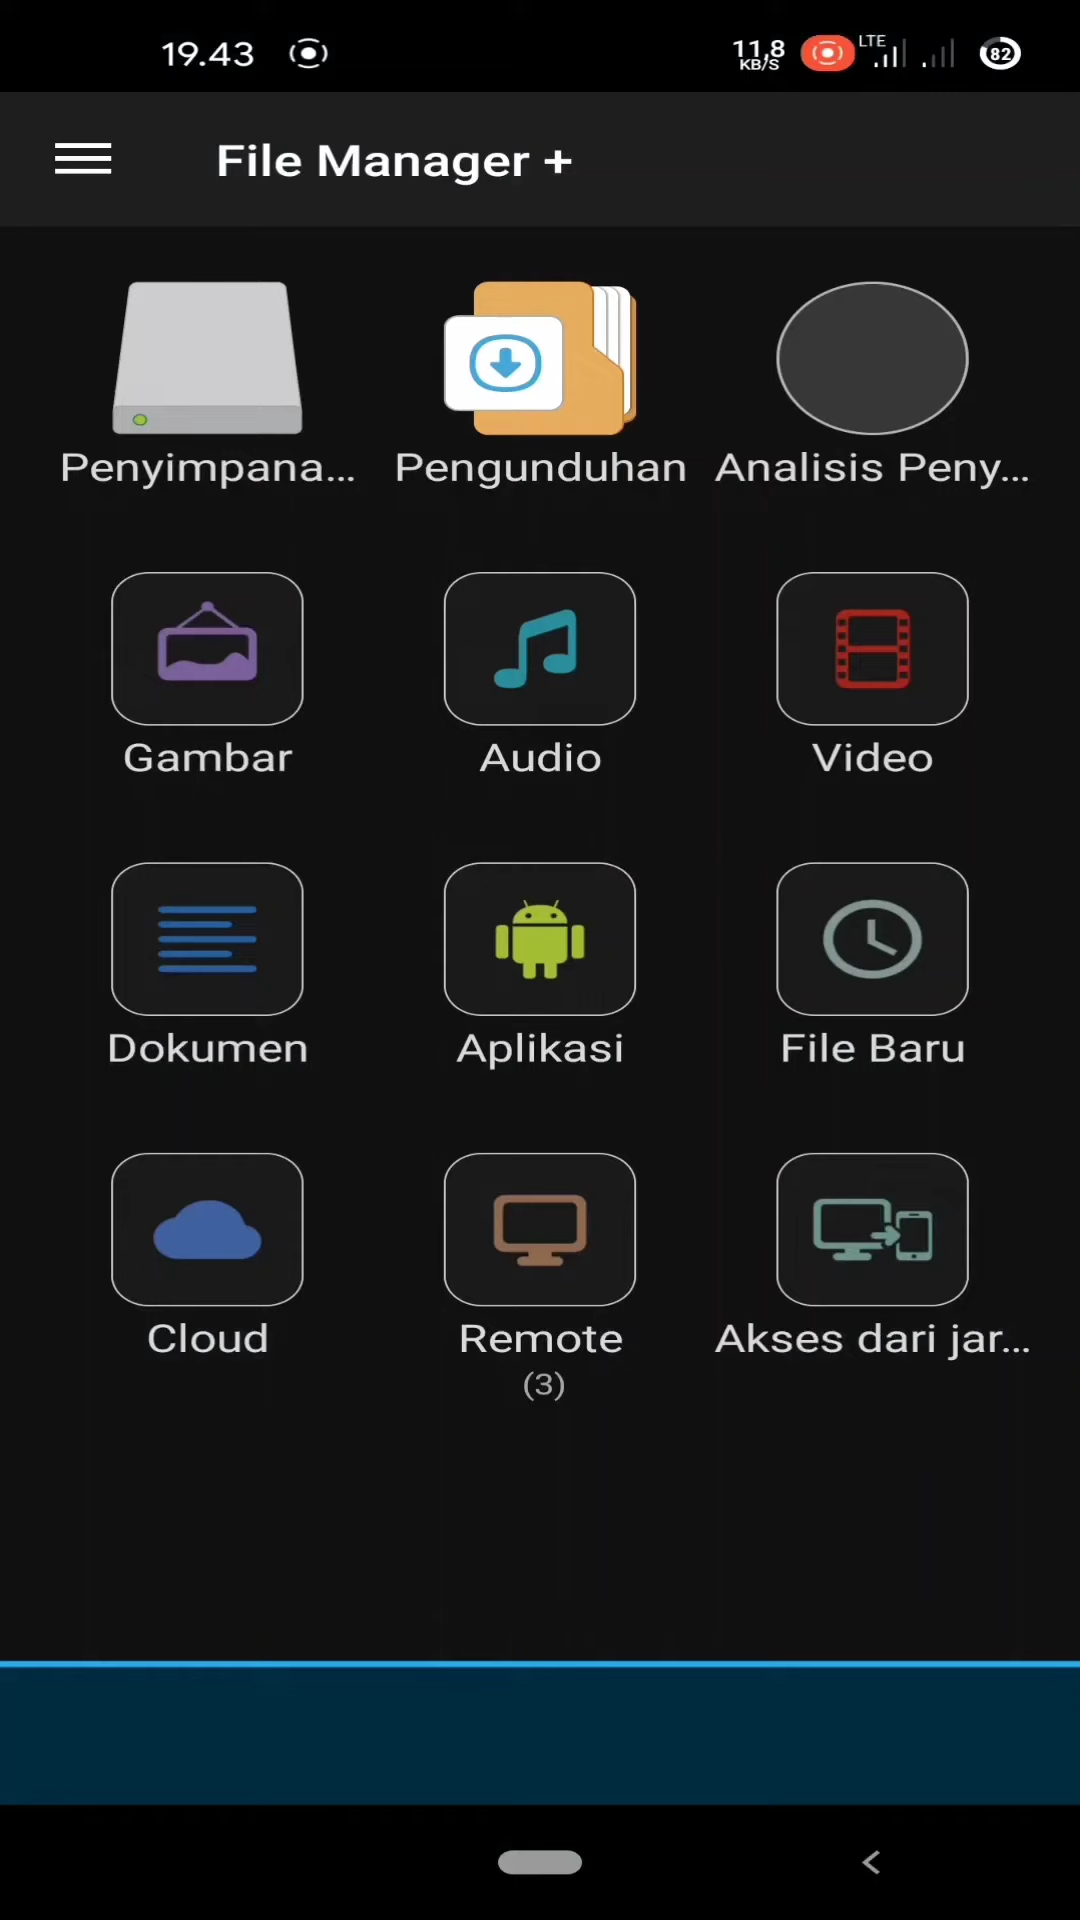 19.43
11,8
KB/S
LTE
82
File Manager +
Penyimpana...
Pengunduhan
Analisis Peny...
Gambar
Audio
Video
Dokumen
Aplikasi
File Baru
Cloud
Remote
(3)
Akses dari jar...